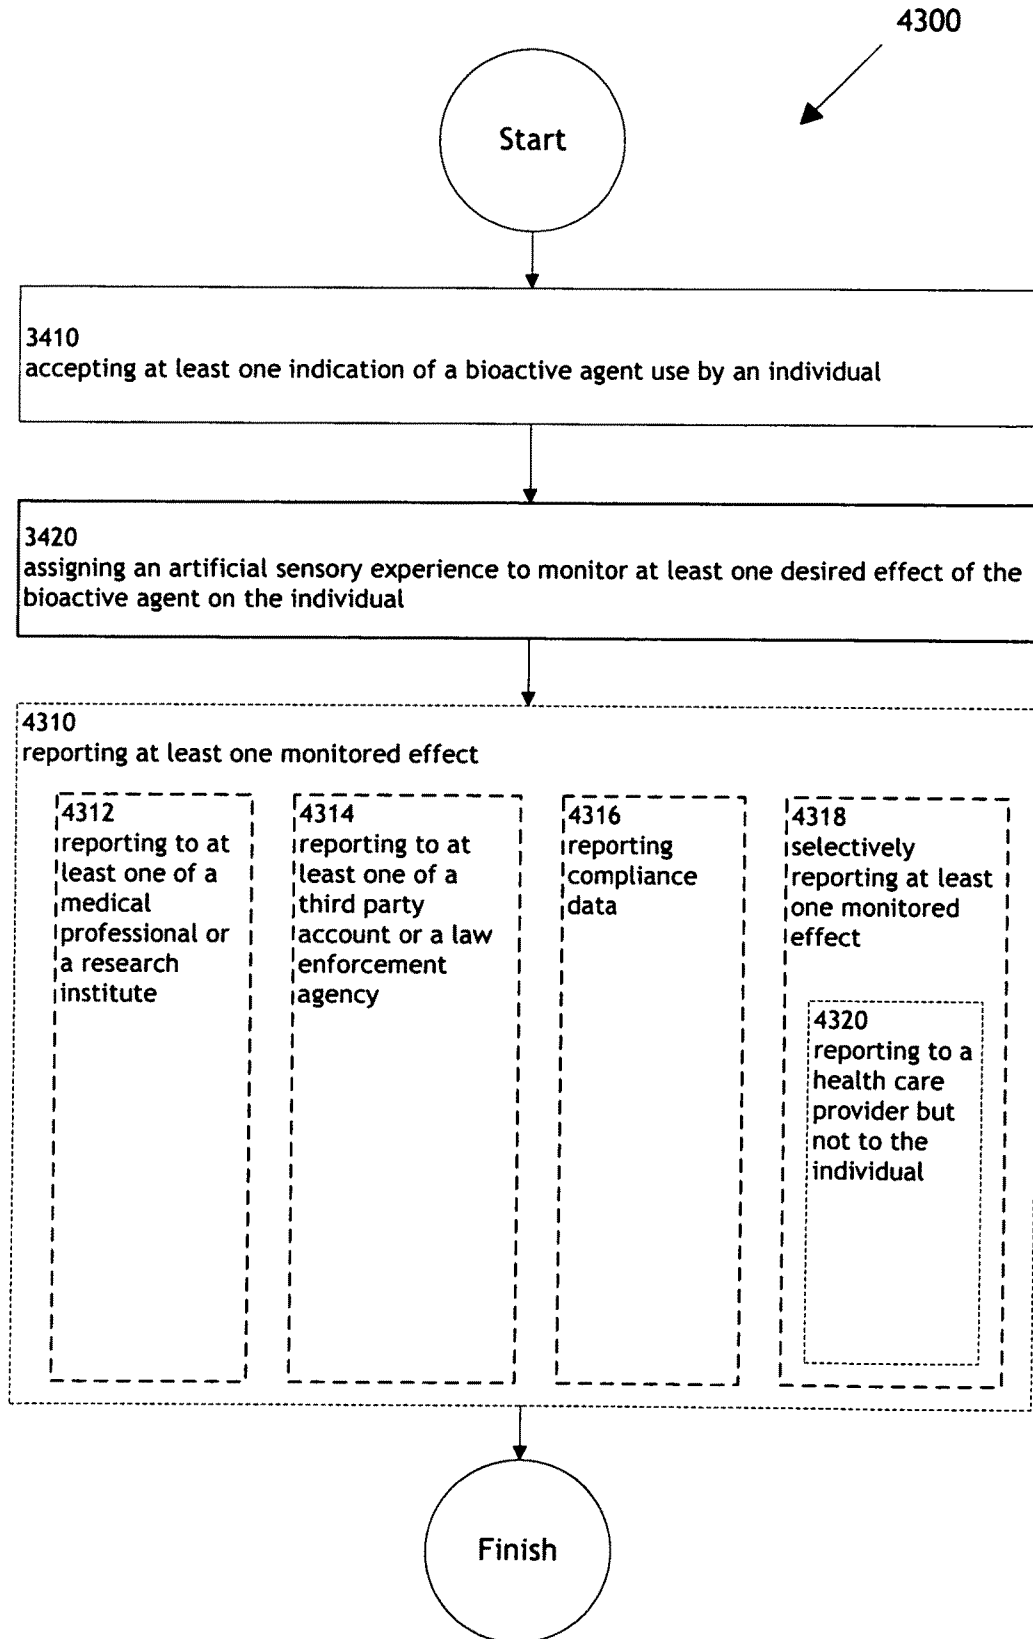 4300
Start
3410
accepting at least one indication of a bioactive agent use by an individual
3420
assigning an artificial sensory experience to monitor at least one desired effect of the
bioactive agent on the individual
4310
reporting at least one monitored effect
4312
reporting to at
least one of a
medical
professional or
a research
institute
4314
reporting to at
least one of a
third party
account or a law
enforcement
agency
4316
reporting
compliance
data
4318
selectively
reporting at least
one monitored
effect
4320
reporting to a
health care
provider but
not to the
individual
Finish